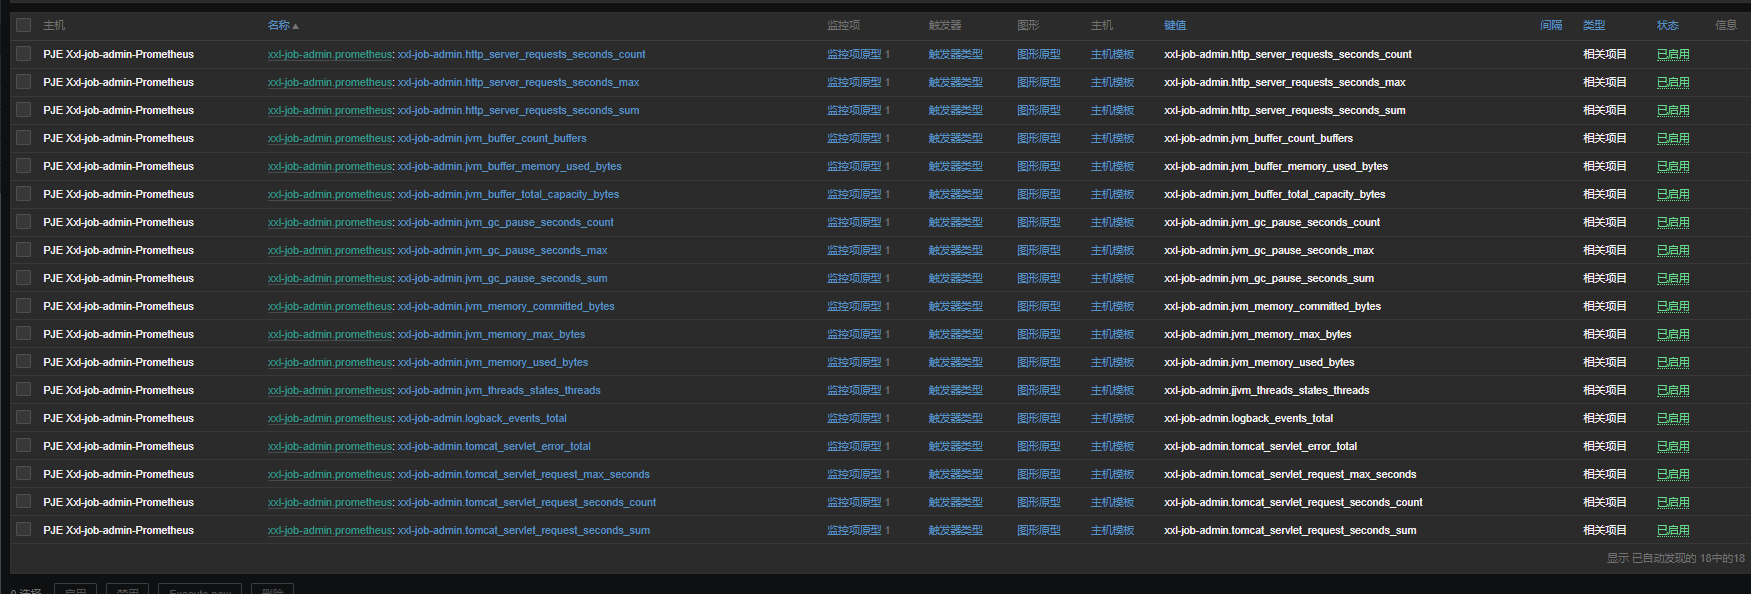 主机 名称 监控项 触发器 图形 主机 键值 间隔 类型 状态 信息
PJE Xxl-job-admin-Prometheus xxl-job-admin.prometheus: xxl-job-admin.http_server_requests_seconds_count 监控项原型 1 触发器类型 图形原型 主机模板 xxl-job-admin.http_server_requests_seconds_count 相关项目 已启用
PJE Xxl-job-admin-Prometheus xxl-job-admin.prometheus: xxl-job-admin.http_server_requests_seconds_max 监控项原型 1 触发器类型 图形原型 主机模板 xxl-job-admin.http_server_requests_seconds_max 相关项目 已启用
PJE Xxl-job-admin-Prometheus xxl-job-admin.prometheus: xxl-job-admin.http_server_requests_seconds_sum 监控项原型 1 触发器类型 图形原型 主机模板 xxl-job-admin.http_server_requests_seconds_sum 相关项目 已启用
PJE Xxl-job-admin-Prometheus xxl-job-admin.prometheus: xxl-job-admin.jvm_buffer_count_buffers 监控项原型 1 触发器类型 图形原型 主机模板 xxl-job-admin.jvm_buffer_count_buffers 相关项目 已启用
PJE Xxl-job-admin-Prometheus xxl-job-admin.prometheus: xxl-job-admin.jvm_buffer_memory_used_bytes 监控项原型 1 触发器类型 图形原型 主机模板 xxl-job-admin.jvm_buffer_memory_used_bytes 相关项目 已启用
PJE Xxl-job-admin-Prometheus xxl-job-admin.prometheus: xxl-job-admin.jvm_buffer_total_capacity_bytes 监控项原型 1 触发器类型 图形原型 主机模板 xxl-job-admin.jvm_buffer_total_capacity_bytes 相关项目 已启用
PJE Xxl-job-admin-Prometheus xxl-job-admin.prometheus: xxl-job-admin.jvm_gc_pause_seconds_count 监控项原型 1 触发器类型 图形原型 主机模板 xxl-job-admin.jvm_gc_pause_seconds_count 相关项目 已启用
PJE Xxl-job-admin-Prometheus xxl-job-admin.prometheus: xxl-job-admin.jvm_gc_pause_seconds_max 监控项原型 1 触发器类型 图形原型 主机模板 xxl-job-admin.jvm_gc_pause_seconds_max 相关项目 已启用
PJE Xxl-job-admin-Prometheus xxl-job-admin.prometheus: xxl-job-admin.jvm_gc_pause_seconds_sum 监控项原型 1 触发器类型 图形原型 主机模板 xxl-job-admin.jvm_gc_pause_seconds_sum 相关项目 已启用
PJE Xxl-job-admin-Prometheus xxl-job-admin.prometheus: xxl-job-admin.jvm_memory_committed_bytes 监控项原型 1 触发器类型 图形原型 主机模板 xxl-job-admin.jvm_memory_committed_bytes 相关项目 已启用
PJE Xxl-job-admin-Prometheus xxl-job-admin.prometheus: xxl-job-admin.jvm_memory_max_bytes 监控项原型 1 触发器类型 图形原型 主机模板 xxl-job-admin.jvm_memory_max_bytes 相关项目 已启用
PJE Xxl-job-admin-Prometheus xxl-job-admin.prometheus: xxl-job-admin.jvm_memory_used_bytes 监控项原型 1 触发器类型 图形原型 主机模板 xxl-job-admin.jvm_memory_used_bytes 相关项目 已启用
PJE Xxl-job-admin-Prometheus xxl-job-admin.prometheus: xxl-job-admin.jvm_threads_states_threads 监控项原型 1 触发器类型 图形原型 主机模板 xxl-job-admin.jjvm_threads_states_threads 相关项目 已启用
PJE Xxl-job-admin-Prometheus xxl-job-admin.prometheus: xxl-job-admin.logback_events_total 监控项原型 1 触发器类型 图形原型 主机模板 xxl-job-admin.logback_events_total 相关项目 已启用
PJE Xxl-job-admin-Prometheus xxl-job-admin.prometheus: xxl-job-admin.tomcat_servlet_error_total 监控项原型 1 触发器类型 图形原型 主机模板 xxl-job-admin.tomcat_servlet_error_total 相关项目 已启用
PJE Xxl-job-admin-Prometheus xxl-job-admin.prometheus: xxl-job-admin.tomcat_servlet_request_max_seconds 监控项原型 1 触发器类型 图形原型 主机模板 xxl-job-admin.tomcat_servlet_request_max_seconds 相关项目 已启用
PJE Xxl-job-admin-Prometheus xxl-job-admin.prometheus: xxl-job-admin.tomcat_servlet_request_seconds_count 监控项原型 1 触发器类型 图形原型 主机模板 xxl-job-admin.tomcat_servlet_request_seconds_count 相关项目 已启用
PJE Xxl-job-admin-Prometheus xxl-job-admin.prometheus: xxl-job-admin.tomcat_servlet_request_seconds_sum 监控项原型 1 触发器类型 图形原型 主机模板 xxl-job-admin.tomcat_servlet_request_seconds_sum 相关项目 已启用
显示 已自动发现的 18中的18
0 选择 启用 禁用 Execute now 删除